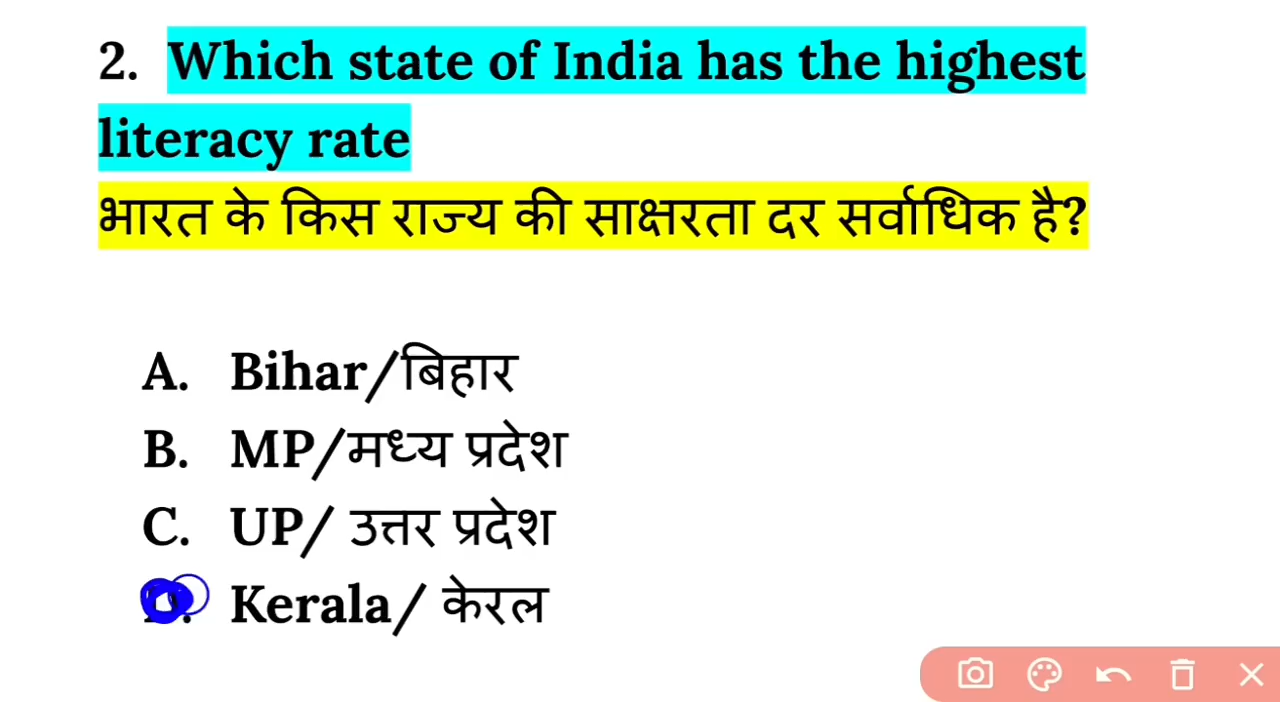 2. Which state of India has the highest
literacy rate
भारत के किस राज्य की साक्षरता दर सर्वाधिक है?
A. Bihar/बिहार
B. MP/मध्य प्रदेश
C. UP/ उत्तर प्रदेश
D. Kerala/ केरल